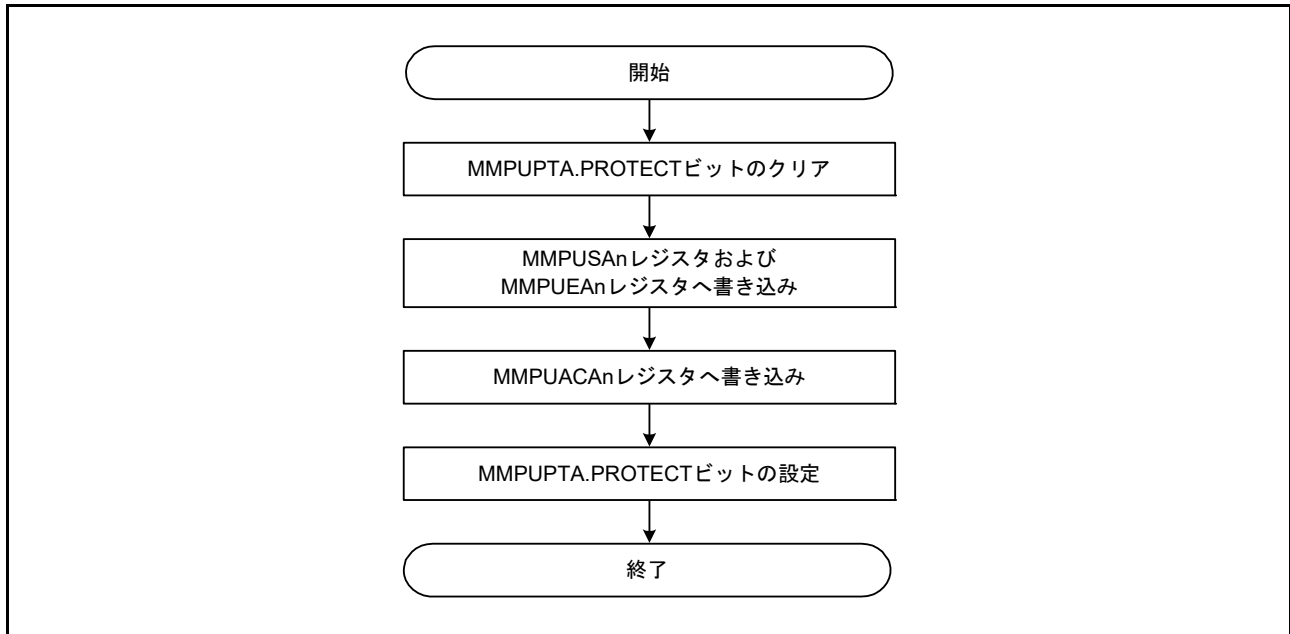 開始
MMPUPTA.PROTECTビットのクリア
MMPUSAnレジスタおよび
MMPUEAnレジスタへ書き込み
MMPUACAnレジスタへ書き込み
MMPUPTA.PROTECTビットの設定
終了